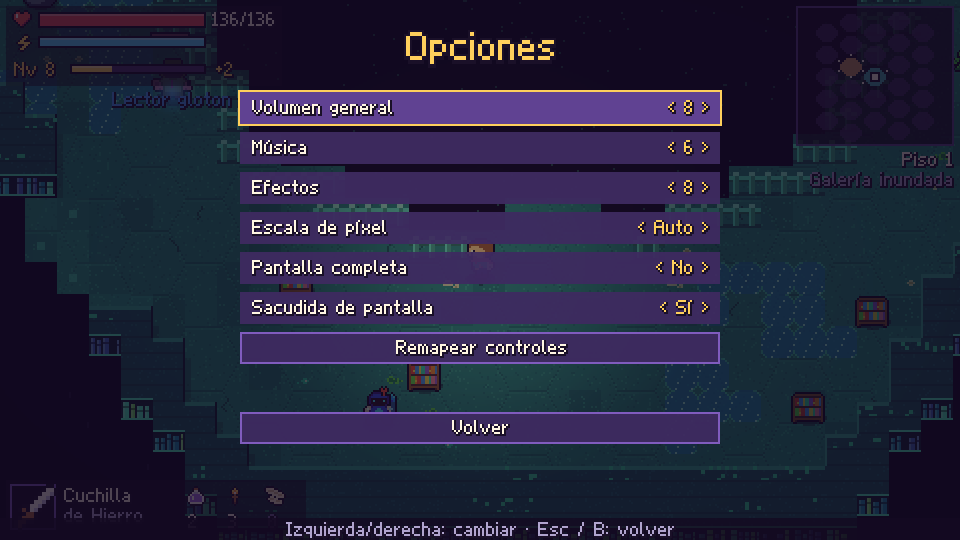 136/136
Opciones
Nv 8
+2
Lector glotón
Volumen general < 8 >
Música < 6 >
Piso 1
Galería inundada
Efectos < 8 >
Escala de píxel < Auto >
Pantalla completa < No >
Sacudida de pantalla < Sí >
Remapear controles
Volver
Cuchilla
de Hierro
Izquierda/derecha: cambiar · Esc / B: volver